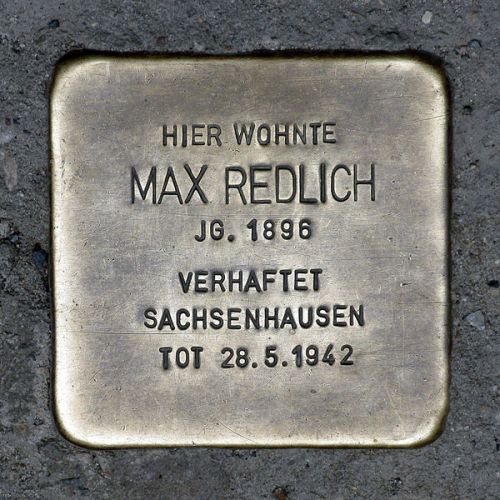 HIER WOHNTE
MAX REDLICH
JG. 1896
VERHAFTET
SACHSENHAUSEN
TOT 28.5.1942